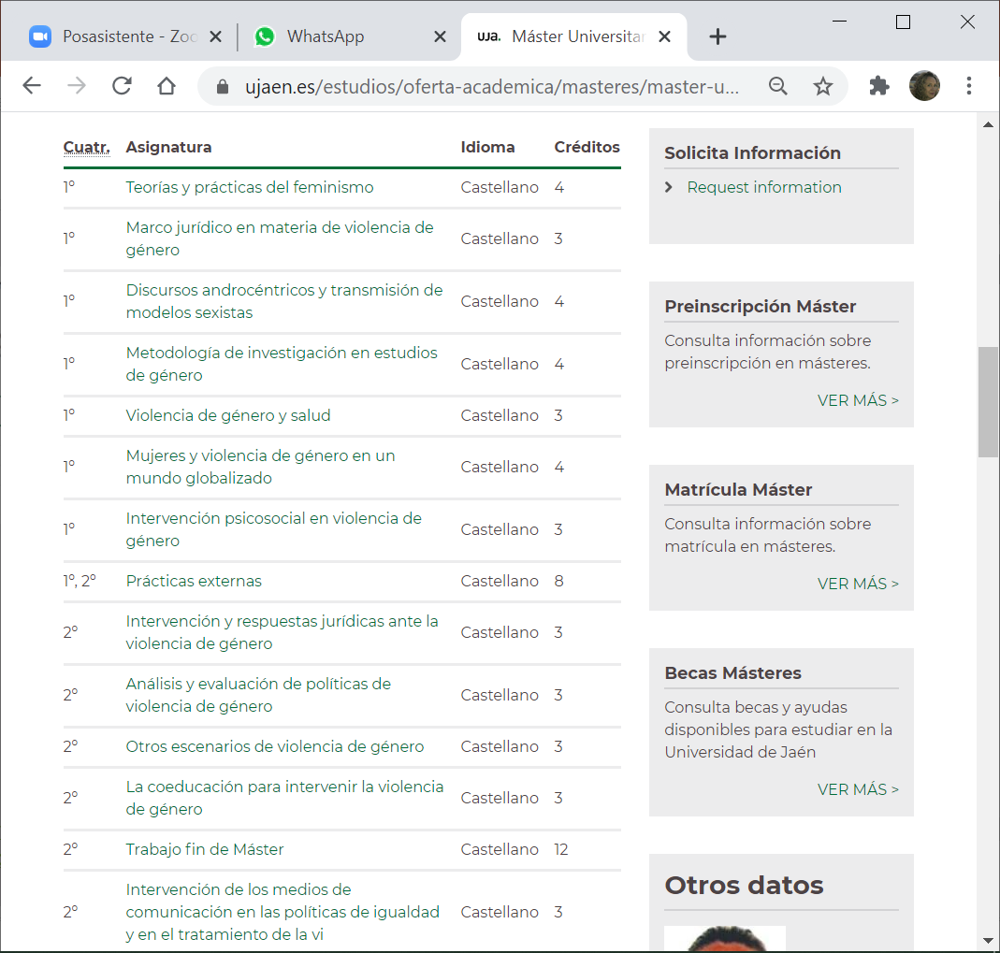 Posasistente - Zoo
WhatsApp
uja. Máster Universitar
ujaen.es/estudios/oferta-academica/masteres/master-u...
Cuatr. Asignatura Idioma Créditos
1º Teorías y prácticas del feminismo Castellano 4
1º Marco jurídico en materia de violencia de
género Castellano 3
1º Discursos androcéntricos y transmisión de
modelos sexistas Castellano 4
1º Metodología de investigación en estudios
de género Castellano 4
1º Violencia de género y salud Castellano 3
1º Mujeres y violencia de género en un
mundo globalizado Castellano 4
1º Intervención psicosocial en violencia de
género Castellano 3
1º, 2º Prácticas externas Castellano 8
2º Intervención y respuestas jurídicas ante la
violencia de género Castellano 3
2º Análisis y evaluación de políticas de
violencia de género Castellano 3
2º Otros escenarios de violencia de género Castellano 3
2º La coeducación para intervenir la violencia
de género Castellano 3
2º Trabajo fin de Máster Castellano 12
2º Intervención de los medios de
comunicación en las políticas de igualdad
y en el tratamiento de la vi Castellano 3
Solicita Información
Request information
Preinscripción Máster
Consulta información sobre
preinscripción en másteres.
VER MÁS >
Matrícula Máster
Consulta información sobre
matrícula en másteres.
VER MÁS >
Becas Másteres
Consulta becas y ayudas
disponibles para estudiar en la
Universidad de Jaén
VER MÁS >
Otros datos